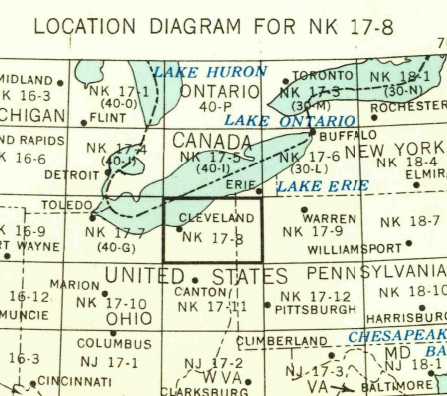 LOCATION DIAGRAM FOR NK 17-8
MIDLAND
K 16-3
NK 17-1
(40-O)
LAKE HURON
ONTARIO
40-P
TORONTO
NK 17-3
(30-M)
NK 18-1
(30-N)
ROCHESTER
CHIGAN
FLINT
LAKE ONTARIO
ND RAPIDS
K 16-6
NK 17-4
(40-J)
CANADA
NK 17-5
(40-I)
BUFFALO
NK 17-6
(30-L)
NEW YORK
NK 18-4
DETROIT
ERIE
LAKE ERIE
ELMIRA
TOLEDO
CLEVELAND
WARREN
K 16-9
NK 17-7
(40-G)
NK 17-8
NK 17-9
NK 18-7
RT WAYNE
WILLIAMSPORT
UNITED STATES
PENNSYLVANIA
MARION
CANTON
16-12
NK 17-10
NK 17-11
NK 17-12
NK 18-10
MUNCIE
OHIO
PITTSBURGH
HARRISBURG
COLUMBUS
CUMBERLAND
CHESAPEAK
BA
16-3
NJ 17-1
NJ 17-2
NJ 17-3
MD
NJ 18-1
CINCINNATI
W VA
CLARKSBURG
VA
BALTIMORE